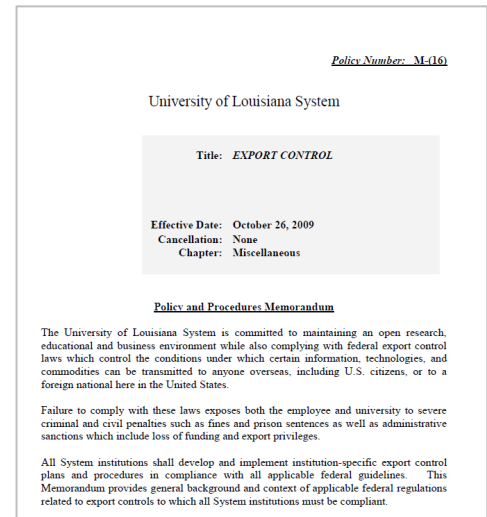 Policy Number: M-(16)
University of Louisiana System
Title: EXPORT CONTROL
Effective Date: October 26, 2009
Cancellation: None
Chapter: Miscellaneous
Policy and Procedures Memorandum
The University of Louisiana System is committed to maintaining an open research,
educational and business environment while also complying with federal export control
laws which control the conditions under which certain information, technologies, and
commodities can be transmitted to anyone overseas, including U.S. citizens, or to a
foreign national here in the United States.
Failure to comply with these laws exposes both the employee and university to severe
criminal and civil penalties such as fines and prison sentences as well as administrative
sanctions which include loss of funding and export privileges.
All System institutions shall develop and implement institution-specific export control
plans and procedures in compliance with all applicable federal guidelines. This
Memorandum provides general background and context of applicable federal regulations
related to export controls to which all System institutions must be compliant.